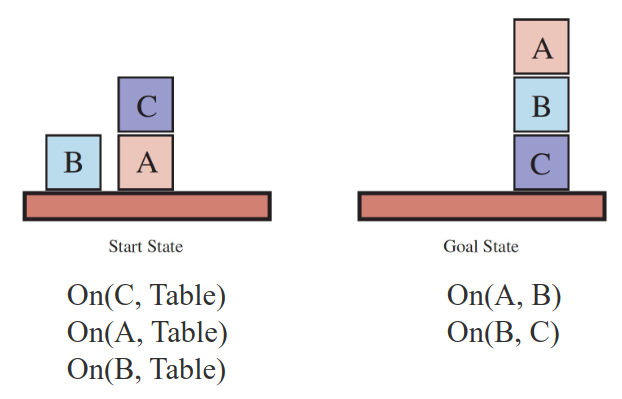 C
B A
Start State
On(C, Table)
On(A, Table)
On(B, Table)
A
B
C
Goal State
On(A, B)
On(B, C)